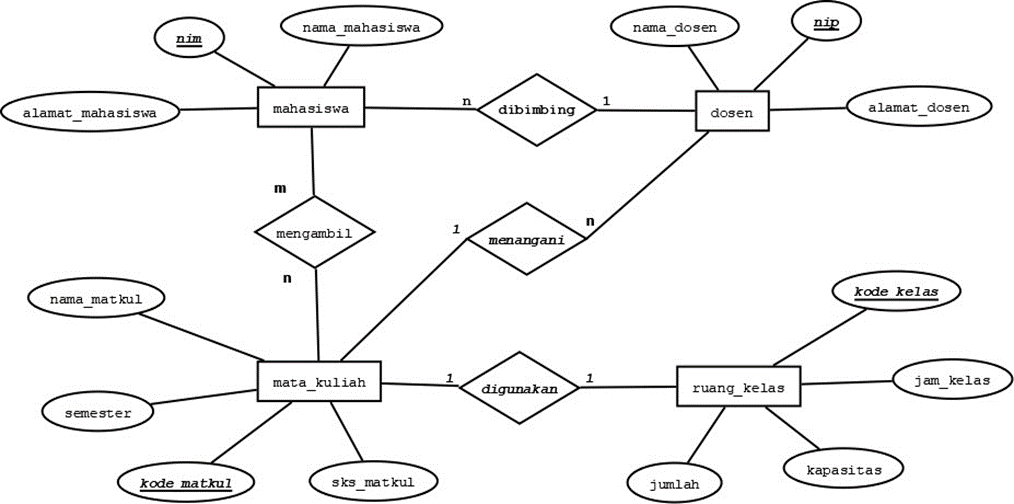 nim
nama_mahasiswa
nama_dosen
nip
alamat_mahasiswa
mahasiswa
n
dibimbing
1
dosen
alamat_dosen
m
mengambil
n
1
menangani
n
nama_matkul
kode kelas
mata_kuliah
1
digunakan
1
ruang_kelas
jam_kelas
semester
kode matkul
sks_matkul
jumlah
kapasitas